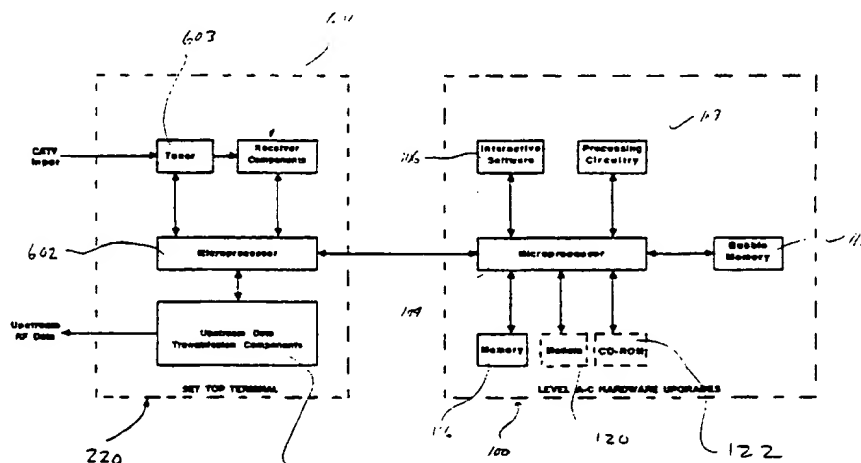 603
CATV
Input
Tuner
Receiver
Components
Interactive
Software
Processing
Circuitry
602
Microprocessor
Microprocessor
Bubble
Memory
Upstream
RF Data
Upstream Data
Transmission Components
Memory
Modem
CD-ROM
SET TOP TERMINAL
LEVEL A-C HARDWARE UPGRADES
220
100
120
122